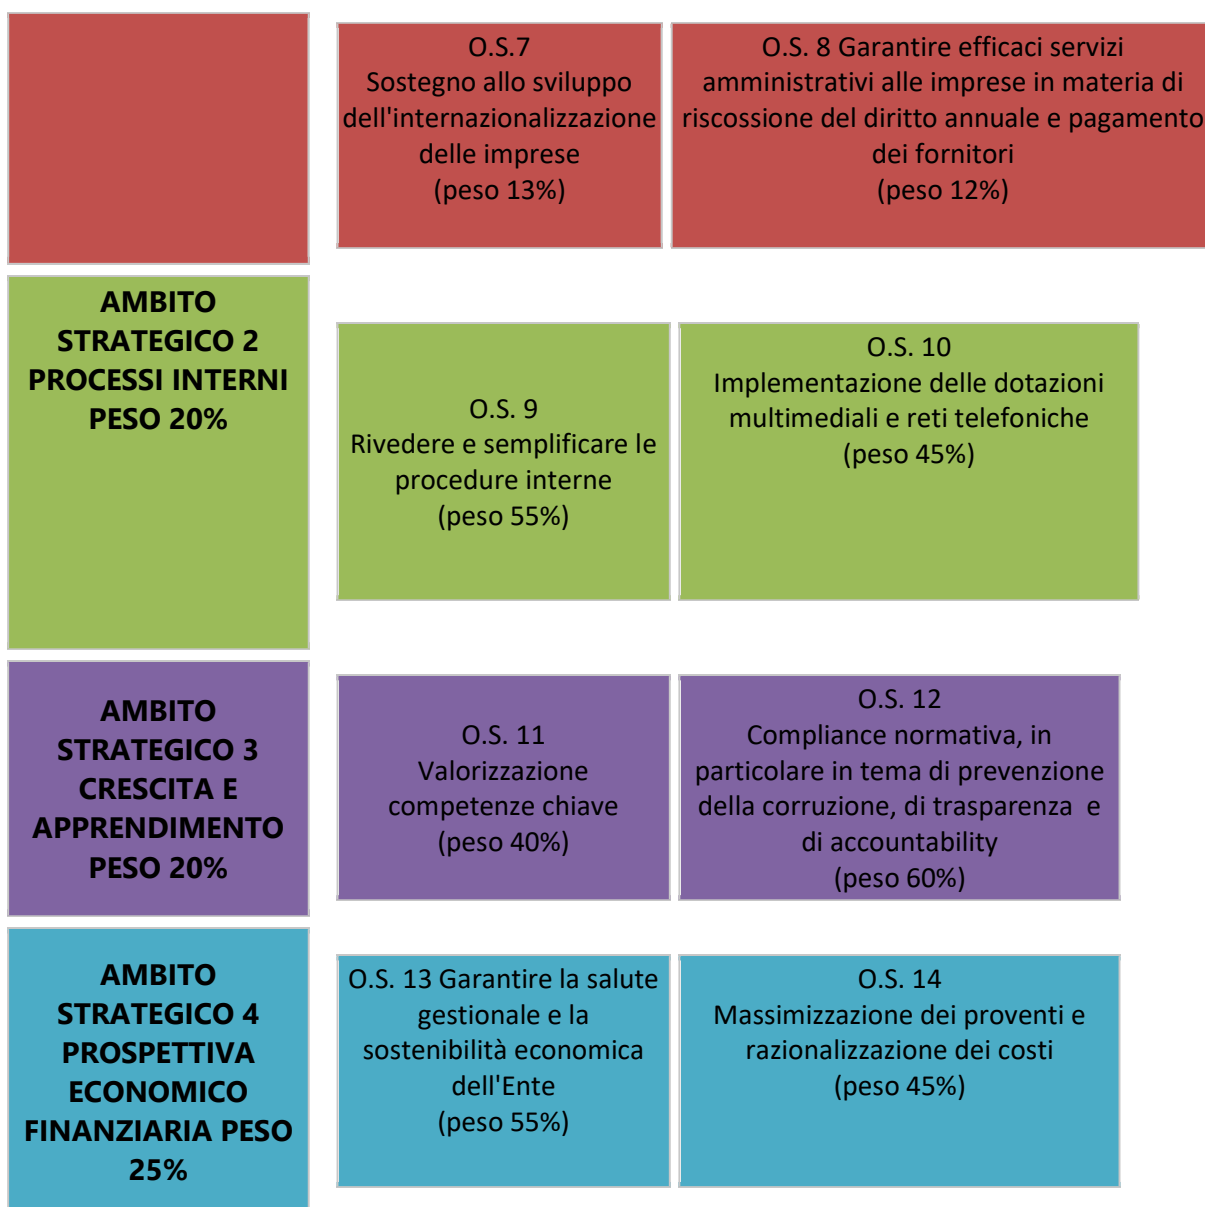 O.S.7
Sostegno allo sviluppo
dell'internazionalizzazione
delle imprese
(peso 13%)
O.S. 8 Garantire efficaci servizi
amministrativi alle imprese in materia di
riscossione del diritto annuale e pagamento
dei fornitori
(peso 12%)
AMBITO
STRATEGICO 2
PROCESSI INTERNI
PESO 20%
O.S. 9
Rivedere e semplificare le
procedure interne
(peso 55%)
O.S. 10
Implementazione delle dotazioni
multimediali e reti telefoniche
(peso 45%)
AMBITO
STRATEGICO 3
CRESCITA E
APPRENDIMENTO
PESO 20%
O.S. 11
Valorizzazione
competenze chiave
(peso 40%)
O.S. 12
Compliance normativa, in
particolare in tema di prevenzione
della corruzione, di trasparenza e
di accountability
(peso 60%)
AMBITO
STRATEGICO 4
PROSPETTIVA
ECONOMICO
FINANZIARIA PESO
25%
O.S. 13 Garantire la salute
gestionale e la
sostenibilità economica
dell'Ente
(peso 55%)
O.S. 14
Massimizzazione dei proventi e
razionalizzazione dei costi
(peso 45%)